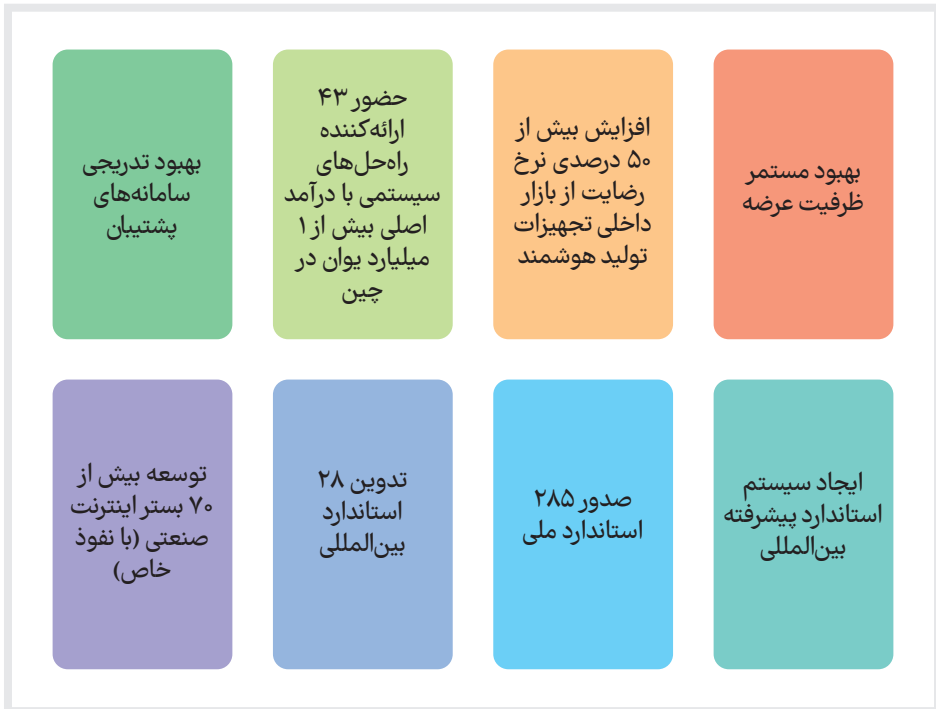 بهبود مستمر
ظرفیت عرضه
افزایش بیش از
۵۰ درصدی نرخ
رضایت از بازار
داخلی تجهیزات
تولید هوشمند
حضور ۴۳
ارائه‌کننده
راه‌حل‌های
سیستمی با درآمد
اصلی بیش از ۱
میلیارد یوان در
چین
بهبود تدریجی
سامانه‌های
پشتیبان
ایجاد سیستم
استاندارد پیشرفته
بین‌المللی
صدور ۲۸۵
استاندارد ملی
تدوین ۲۸
استاندارد
بین‌المللی
توسعه بیش از
۷۰ بستر اینترنت
صنعتی (با نفوذ
خاص)